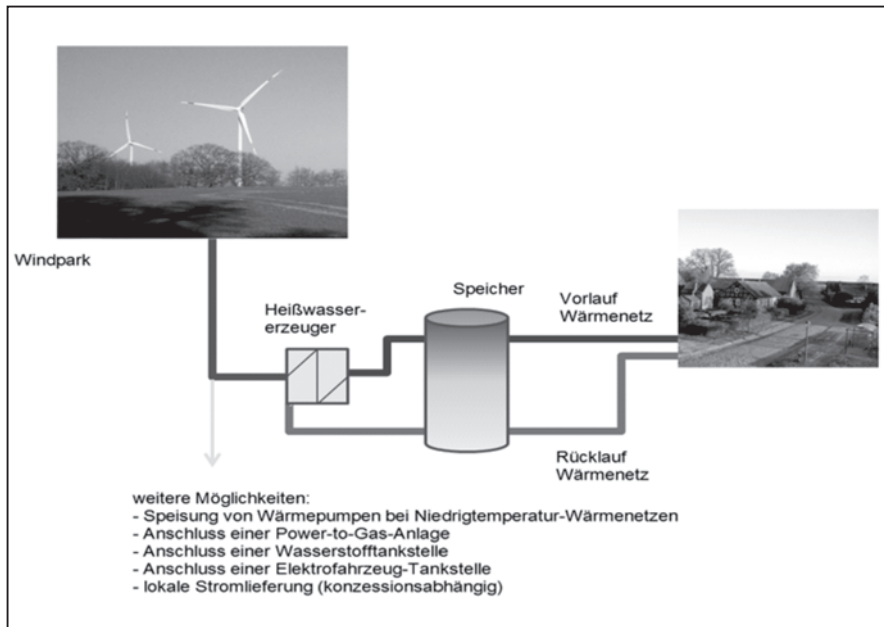 Windpark
Heißwasser-
erzeuger
Speicher
Vorlauf
Wärmenetz
Rücklauf
Wärmenetz
weitere Möglichkeiten:
- Speisung von Wärmepumpen bei Niedrigtemperatur-Wärmenetzen
- Anschluss einer Power-to-Gas-Anlage
- Anschluss einer Wasserstofftankstelle
- Anschluss einer Elektrofahrzeug-Tankstelle
- lokale Stromlieferung (konzessionsabhängig)